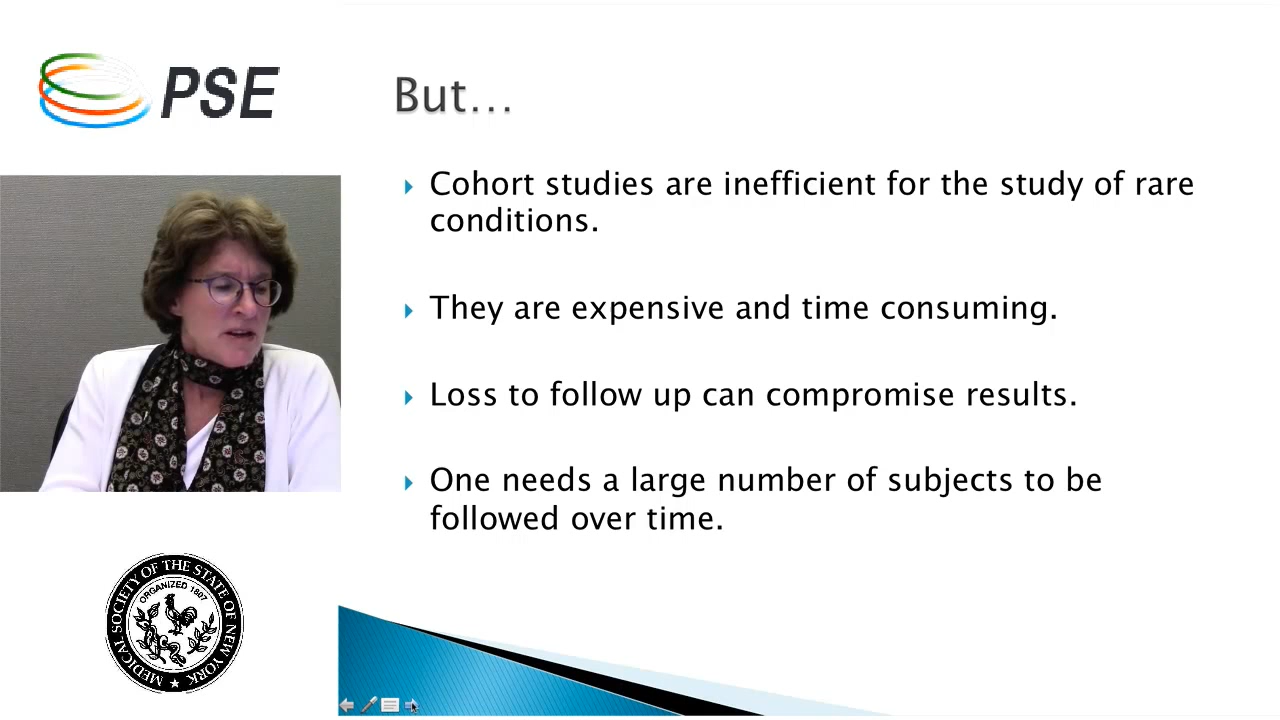 PSE
But...
Cohort studies are inefficient for the study of rare
conditions.
They are expensive and time consuming.
Loss to follow up can compromise results.
One needs a large number of subjects to be
followed over time.
MEDICAL SOCIETY OF THE STATE OF NEW YORK
ORGANIZED 1807